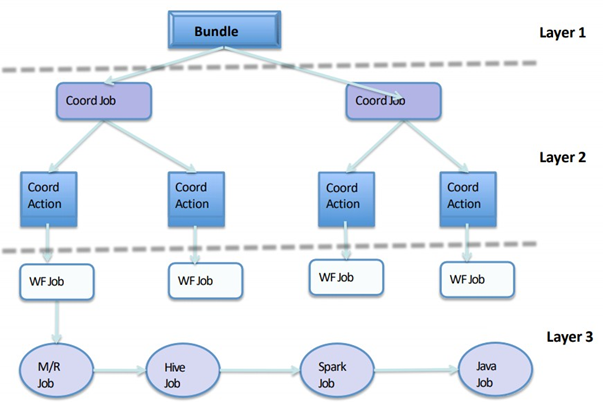 Bundle
Layer 1
Coord Job
Coord Job
Layer 2
Coord
Action
Coord
Action
Coord
Action
Coord
Action
WF Job
WF Job
WF Job
WF Job
Layer 3
M/R
Job
Hive
Job
Spark
Job
Java
Job